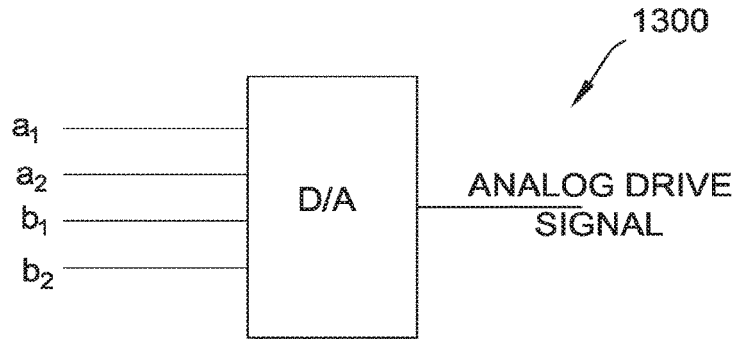 1300
a₁
a₂
b₁
b₂
D/A
ANALOG DRIVE
SIGNAL